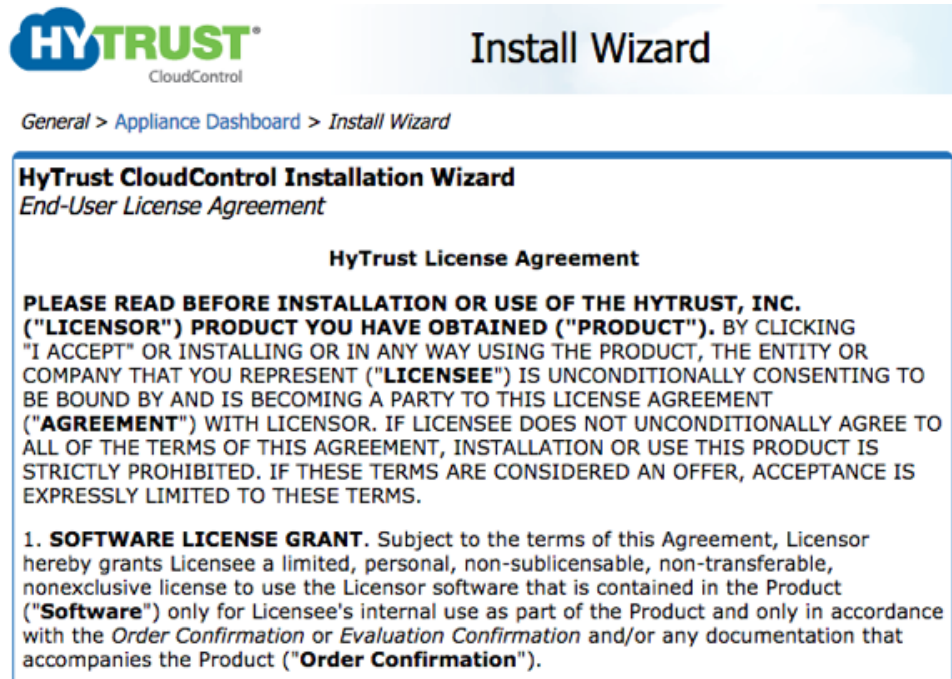 HYTRUST®
CloudControl
Install Wizard
General > Appliance Dashboard > Install Wizard
HyTrust CloudControl Installation Wizard
End-User License Agreement
HyTrust License Agreement
PLEASE READ BEFORE INSTALLATION OR USE OF THE HYTRUST, INC.
("LICENSOR") PRODUCT YOU HAVE OBTAINED ("PRODUCT"). BY CLICKING
"I ACCEPT" OR INSTALLING OR IN ANY WAY USING THE PRODUCT, THE ENTITY OR
COMPANY THAT YOU REPRESENT ("LICENSEE") IS UNCONDITIONALLY CONSENTING TO
BE BOUND BY AND IS BECOMING A PARTY TO THIS LICENSE AGREEMENT
("AGREEMENT") WITH LICENSOR. IF LICENSEE DOES NOT UNCONDITIONALLY AGREE TO
ALL OF THE TERMS OF THIS AGREEMENT, INSTALLATION OR USE THIS PRODUCT IS
STRICTLY PROHIBITED. IF THESE TERMS ARE CONSIDERED AN OFFER, ACCEPTANCE IS
EXPRESSLY LIMITED TO THESE TERMS.
1. SOFTWARE LICENSE GRANT. Subject to the terms of this Agreement, Licensor
hereby grants Licensee a limited, personal, non-sublicensable, non-transferable,
nonexclusive license to use the Licensor software that is contained in the Product
("Software") only for Licensee's internal use as part of the Product and only in accordance
with the Order Confirmation or Evaluation Confirmation and/or any documentation that
accompanies the Product ("Order Confirmation").